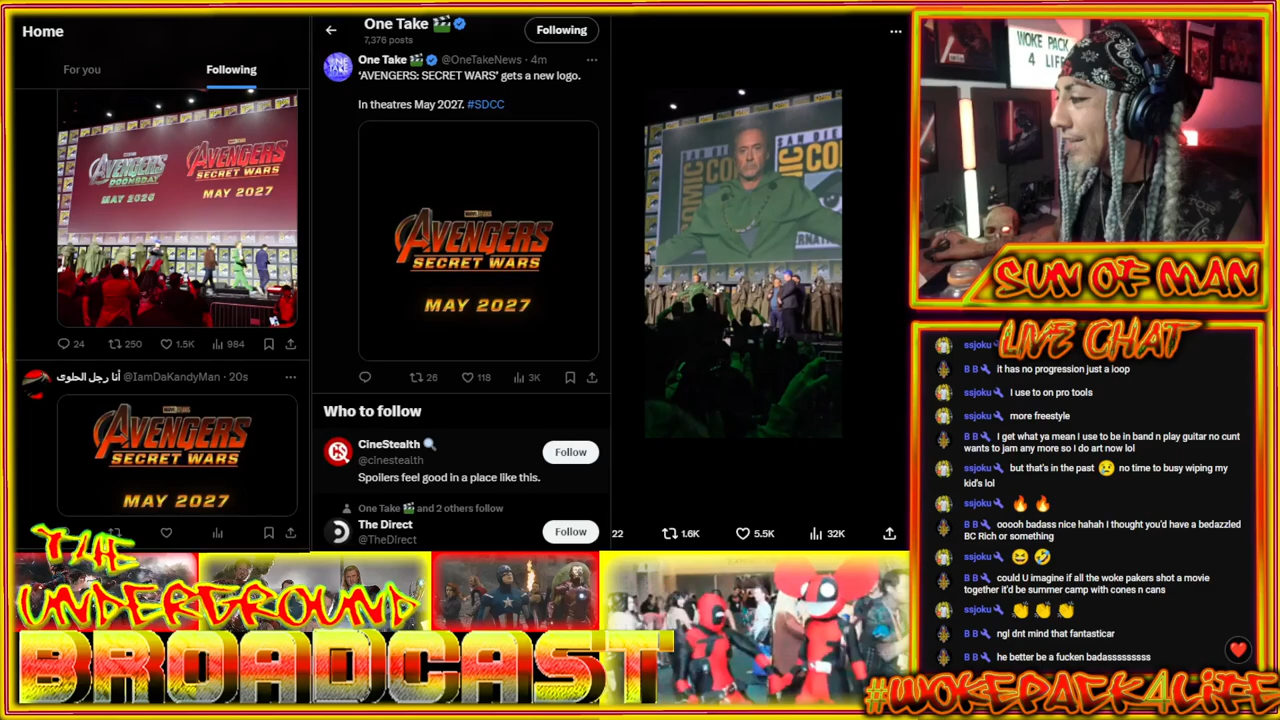 Home
For you
Following
AVENGERS
DOOMSDAY
MAY 2026
AVENGERS
SECRET WARS
MAY 2027
24
250
1.5K
984
أنا رجل الحلوى @IamDaKandyMan · 20s
AVENGERS
SECRET WARS
MAY 2027
One Take
7,376 posts
Following
One Take @OneTakeNews · 4m
'AVENGERS: SECRET WARS' gets a new logo.
In theatres May 2027. #SDCC
MARVEL STUDIOS
AVENGERS
SECRET WARS
MAY 2027
26
118
3K
Who to follow
CineStealth
@cinestealth
Follow
Spoilers feel good in a place like this.
One Take and 2 others follow
The Direct
@TheDirect
Follow
SAN DIEGO
COMIC CON
22
1.6K
5.5K
32K
WOKE PACK
4 LIFE
SUN OF MAN
LIVE CHAT
ssjoku
B B it has no progression just a loop
ssjoku I use to on pro tools
ssjoku more freestyle
B B I get what ya mean I use to be in band n play guitar no cunt
wants to jam any more so I do art now lol
ssjoku but that's in the past 😢 no time to busy wiping my
kid's lol
ssjoku 🔥 🔥
B B ooooh badass nice hahah I thought you'd have a bedazzled
BC Rich or something
ssjoku 😆 🤣
B B could U imagine if all the woke pakers shot a movie
together it'd be summer camp with cones n cans
ssjoku 👏 👏 👏
B B ngl dnt mind that fantasticar
B B he better be a fucken badasssssssss
THE
UNDERGROUND
BROADCAST
#WOKEPACK4LIFE